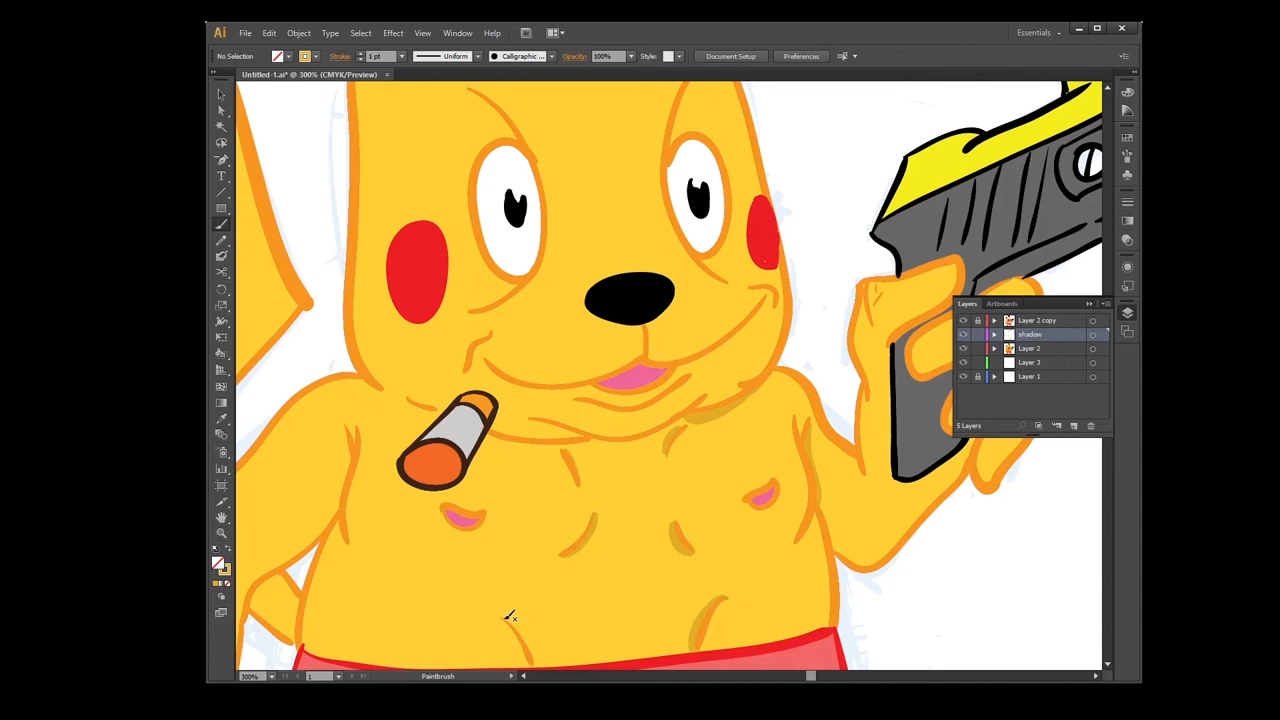 Ai File Edit Object Type Select Effect View Window Help Essentials
No Selection Stroke: 1 pt Uniform Calligraphic ... Opacity: 100% Style: Document Setup Preferences
Untitled-1.ai* @ 300% (CMYK/Preview)
Layers Artboards
Layer 2 copy
shadow
Layer 2
Layer 3
Layer 1
5 Layers
300% 1 Paintbrush